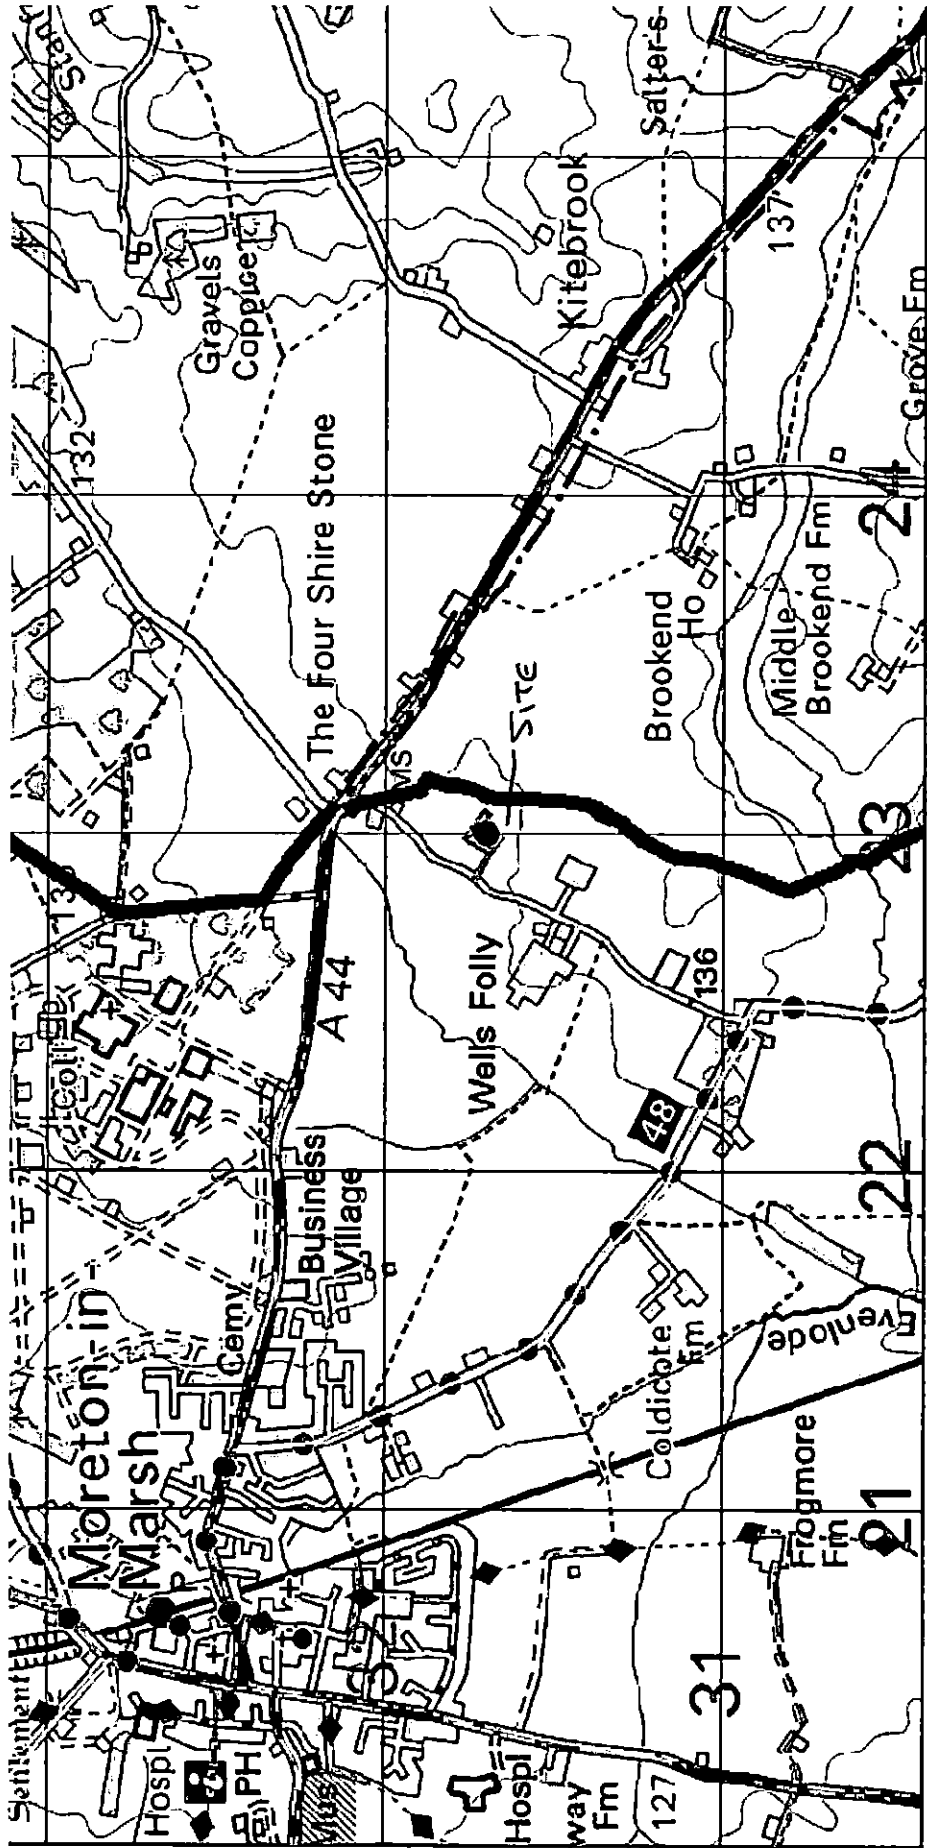 Settlement
Moreton-in-
Marsh
Hospl
PH
Mus
Cemy
Business
Village
Coll
A 44
132
Gravels
Coppice
The Four Shire Stone
MS
SITE
Kitebrook
Salter's
137
Wells Folly
48
136
Brookend
Ho
Middle
Brookend Fm
Grove Fm
Coldicote
Fm
venlode
Frogmore
Fm
Hospl
way
Fm
127
31
21
22
23
24